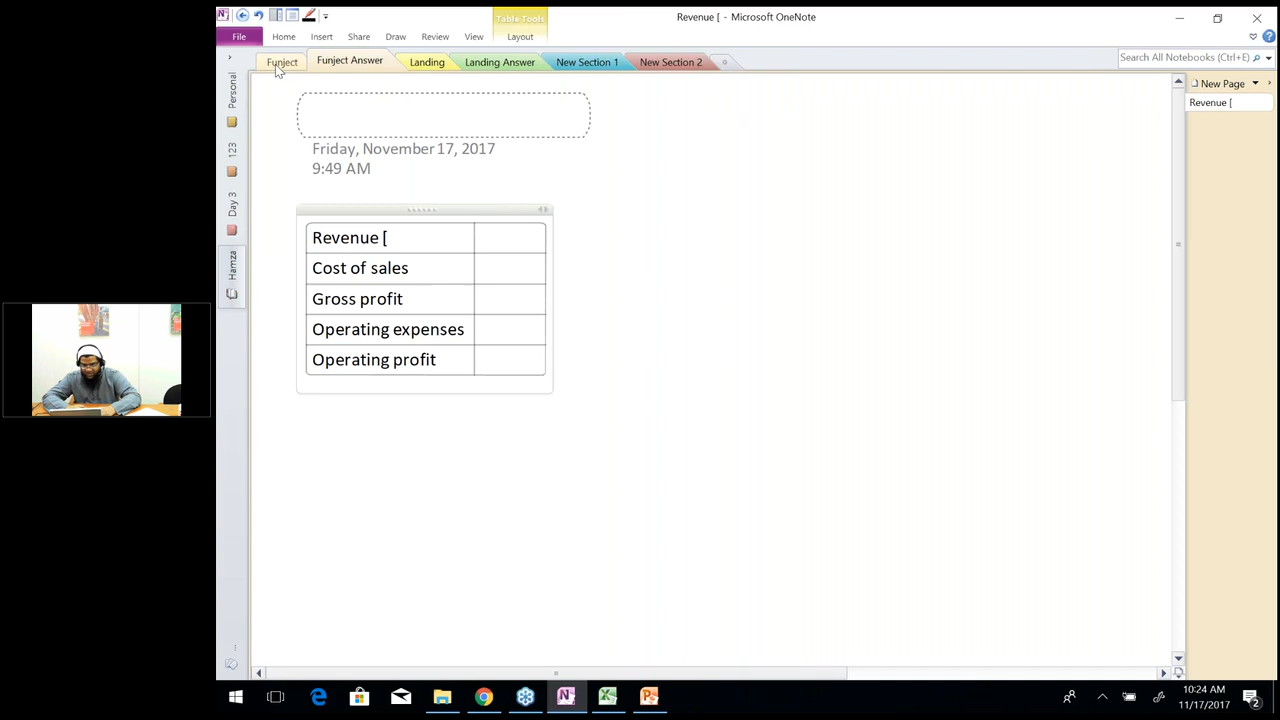 Table Tools
Revenue [ - Microsoft OneNote
File
Home
Insert
Share
Draw
Review
View
Layout
Funject
Funject Answer
Landing
Landing Answer
New Section 1
New Section 2
Search All Notebooks (Ctrl+E)
New Page
Revenue [
Personal
123
Day 3
Hamza
Friday, November 17, 2017
9:49 AM
Revenue [
Cost of sales
Gross profit
Operating expenses
Operating profit
10:24 AM
11/17/2017
2